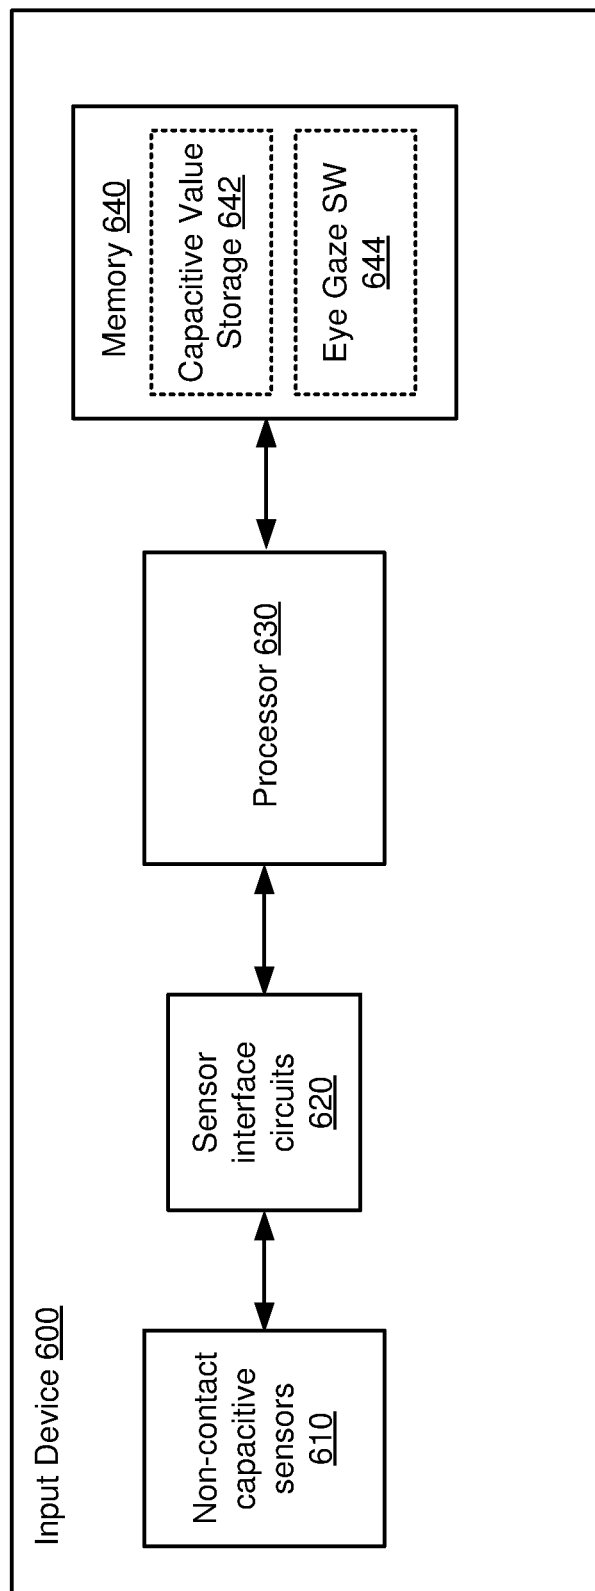 Input Device 600
Non-contact
capacitive
sensors
610
Sensor
interface
circuits
620
Processor 630
Memory 640
Capacitive Value
Storage 642
Eye Gaze SW
644